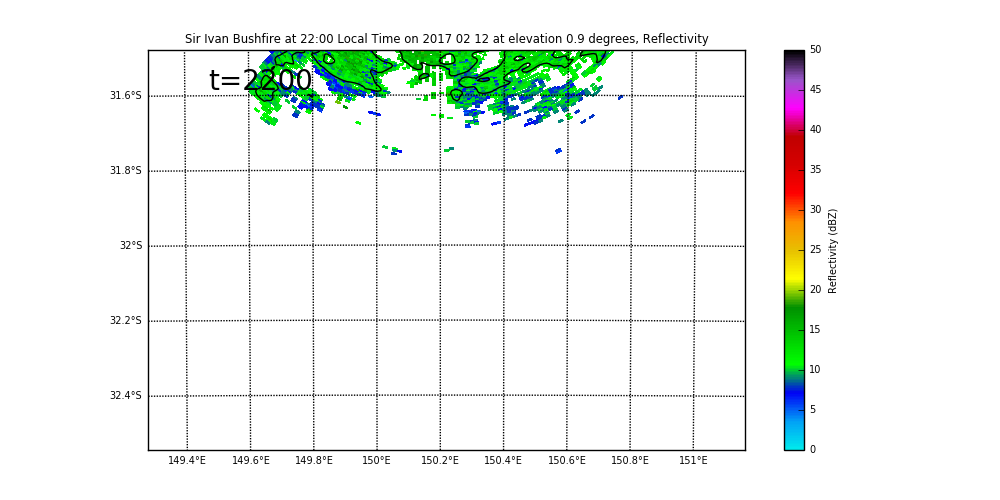 Sir Ivan Bushfire at 22:00 Local Time on 2017 02 12 at elevation 0.9 degrees, Reflectivity
t=2200
31.6°S
31.8°S
32°S
32.2°S
32.4°S
149.4°E 149.6°E 149.8°E 150°E 150.2°E 150.4°E 150.6°E 150.8°E 151°E
50
45
40
35
30
25
20
15
10
5
0
Reflectivity (dBZ)